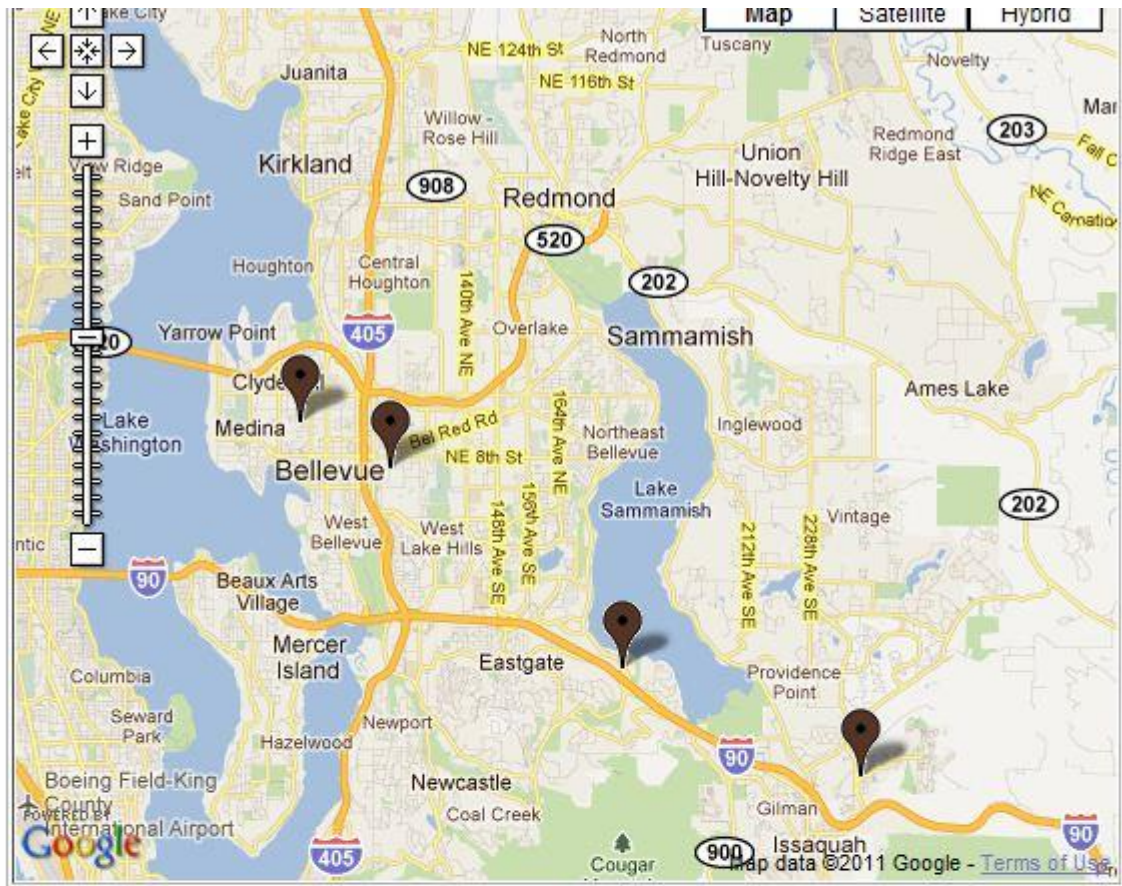 Lake City
NE
Map
Satellite
Hybrid
NE 124th St
North
Redmond
Tuscany
Novelty
Juanita
NE 116th St
Lake City
Willow -
Rose Hill
Redmond
Ridge East
203
View Ridge
Kirkland
908
Union
Hill-Novelty Hill
Sand Point
Redmond
520
Houghton
Central
Houghton
140th Ave NE
202
Yarrow Point
405
Overlake
Sammamish
Medina
Ames Lake
Lake
Washington
Bel Red Rd
164th Ave NE
Northeast
Bellevue
Inglewood
Bellevue
NE 8th St
Lake
Sammamish
202
West
Bellevue
West
Lake Hills
148th Ave SE
156th Ave SE
212th Ave SE
228th Ave SE
Vintage
90
Beaux Arts
Village
Mercer
Island
Eastgate
Providence
Point
Columbia
Seward
Park
Newport
Hazelwood
90
Newcastle
Coal Creek
Gilman
Boeing Field-King
County
International Airport
POWERED BY
Google
405
Cougar
900
Issaquah
90
Map data ©2011 Google - Terms of Use